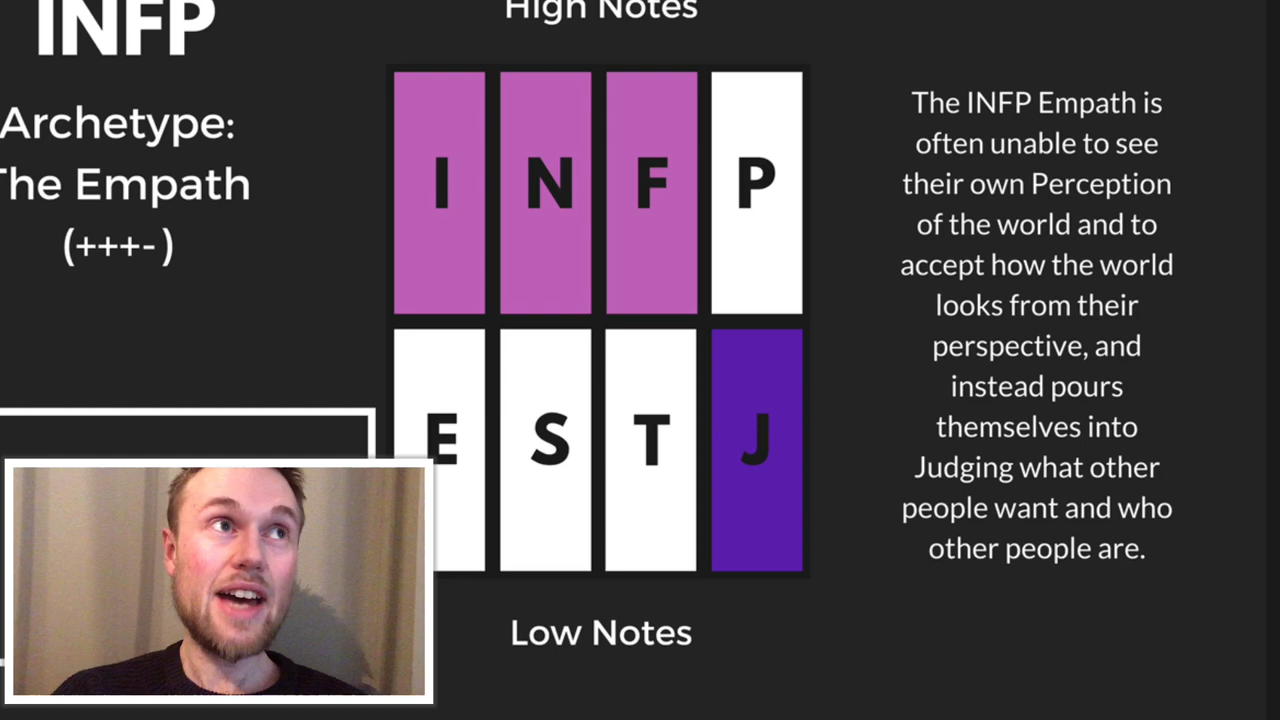 INFP
Archetype:
The Empath
(+++-)
High Notes
I N F P
E S T J
Low Notes
The INFP Empath is
often unable to see
their own Perception
of the world and to
accept how the world
looks from their
perspective, and
instead pours
themselves into
Judging what other
people want and who
other people are.